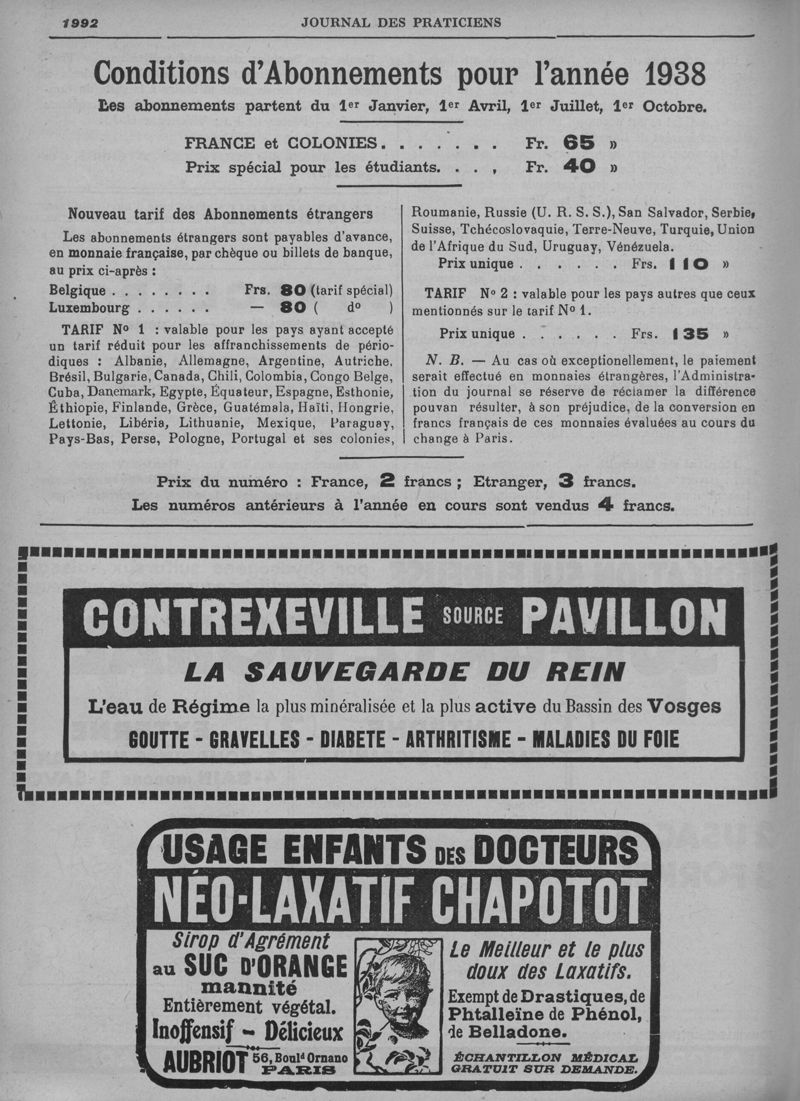 1992
JOURNAL DES PRATICIENS
Conditions d'Abonnements pour l'année 1938
Les abonnements partent du 1er Janvier, 1er Avril, 1er Juillet, 1er Octobre.
FRANCE et COLONIES. . . . . . . Fr. 65 »
Prix spécial pour les étudiants. . . , Fr. 40 »
Nouveau tarif des Abonnements étrangers
Les abonnements étrangers sont payables d'avance,
en monnaie française, par chèque ou billets de banque,
au prix ci-après :
Belgique . . . . . . . . Frs. 80 (tarif spécial)
Luxembourg . . . . . . — 80 ( do )
TARIF No 1 : valable pour les pays ayant accepté
un tarif réduit pour les affranchissements de pério-
diques : Albanie, Allemagne, Argentine, Autriche.
Brésil, Bulgarie, Canada, Chili, Colombia, Congo Belge,
Cuba, Danemark, Egypte, Équateur, Espagne, Esthonie,
Éthiopie, Finlande, Grèce, Guatémala, Haïti, Hongrie,
Lettonie, Libéria, Lithuanie, Mexique, Paraguay,
Pays-Bas, Perse, Pologne, Portugal et ses colonies,
Roumanie, Russie (U. R. S. S.), San Salvador, Serbie,
Suisse, Tchécoslovaquie, Terre-Neuve, Turquie, Union
de l'Afrique du Sud, Uruguay, Vénézuela.
Prix unique . . . . . . Frs. 110 »
TARIF No 2 : valable pour les pays autres que ceux
mentionnés sur le tarif No 1.
Prix unique . . . . . . Frs. 135 »
N. B. — Au cas où exceptionellement, le paiement
serait effectué en monnaies étrangères, l'Administra-
tion du journal se réserve de réclamer la différence
pouvan résulter, à son préjudice, de la conversion en
francs français de ces monnaies évaluées au cours du
change à Paris.
Prix du numéro : France, 2 francs ; Etranger, 3 francs.
Les numéros antérieurs à l'année en cours sont vendus 4 francs.
CONTREXEVILLE SOURCE PAVILLON
LA SAUVEGARDE DU REIN
L'eau de Régime la plus minéralisée et la plus active du Bassin des Vosges
GOUTTE - GRAVELLES - DIABETE - ARTHRITISME - MALADIES DU FOIE
USAGE ENFANTS DES DOCTEURS
NÉO-LAXATIF CHAPOTOT
Sirop d'Agrément
au SUC D'ORANGE
mannité
Entièrement végétal.
Inoffensif - Délicieux
AUBRIOT 56, Bould Ornano
PARIS
Le Meilleur et le plus
doux des Laxatifs.
Exempt de Drastiques, de
Phtalleïne de Phénol,
de Belladone.
ÉCHANTILLON MÉDICAL
GRATUIT SUR DEMANDE.